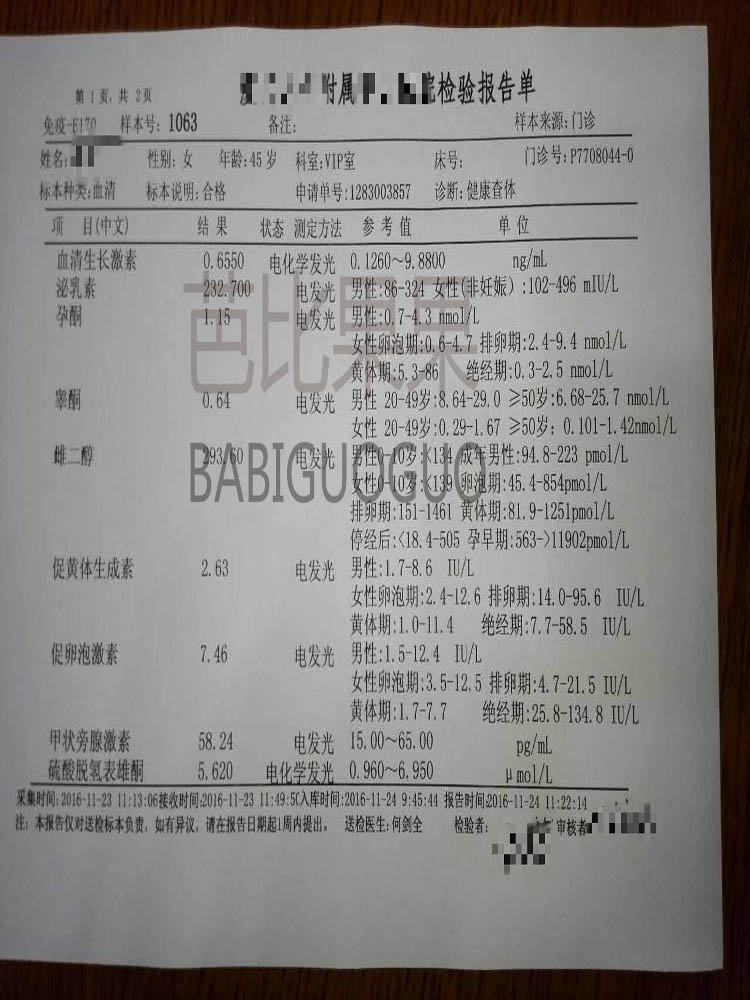 附属 院检验报告单
第 1 页, 共 2页
免疫-E170 样本号: 1063 备注: 样本来源:门诊
姓名: 性别: 女 年龄:45 岁 科室:VIP室 床号: 门诊号:P7708044-0
标本种类:血清 标本说明:合格 申请单号:1283003857 诊断:健康查体
项 目(中文) 结 果 状态 测定方法 参 考 值 单 位
血清生长激素 0.6550 电化学发光 0.1260~9.8800 ng/mL
泌乳素 232.700 电发光 男性:86-324 女性(非妊娠):102-496 mIU/L
孕酮 1.15 电发光 男性:0.7-4.3 nmol/L
女性卵泡期:0.6-4.7 排卵期:2.4-9.4 nmol/L
黄体期:5.3-86 绝经期:0.3-2.5 nmol/L
芭比果果
睾酮 0.64 电发光 男性 20-49岁:8.64-29.0 ≥50岁:6.68-25.7 nmol/L
女性 20-49岁:0.29-1.67 ≥50岁: 0.101-1.42nmol/L
雌二醇 293.60 电发光 男性0-10岁:<134 成年男性:94.8-223 pmol/L
女性0-10岁:<139 卵泡期:45.4-854pmol/L
BABIGUOGUO
排卵期:151-1461 黄体期:81.9-1251pmol/L
停经后:<18.4-505 孕早期:563->11902pmol/L
促黄体生成素 2.63 电发光 男性:1.7-8.6 IU/L
女性卵泡期:2.4-12.6 排卵期:14.0-95.6 IU/L
黄体期:1.0-11.4 绝经期:7.7-58.5 IU/L
促卵泡激素 7.46 电发光 男性:1.5-12.4 IU/L
女性卵泡期:3.5-12.5 排卵期:4.7-21.5 IU/L
黄体期:1.7-7.7 绝经期:25.8-134.8 IU/L
甲状旁腺激素 58.24 电发光 15.00~65.00 pg/mL
硫酸脱氢表雄酮 5.620 电化学发光 0.960~6.950 μmol/L
采集时间:2016-11-23 11:13:06接收时间:2016-11-23 11:49:50入库时间:2016-11-24 9:45:44 报告时间:2016-11-24 11:22:14
注: 本报告仅对送检标本负责, 如有异议, 请在报告日期起1周内提出。 送检医生: 何剑全 检验者: 审核者